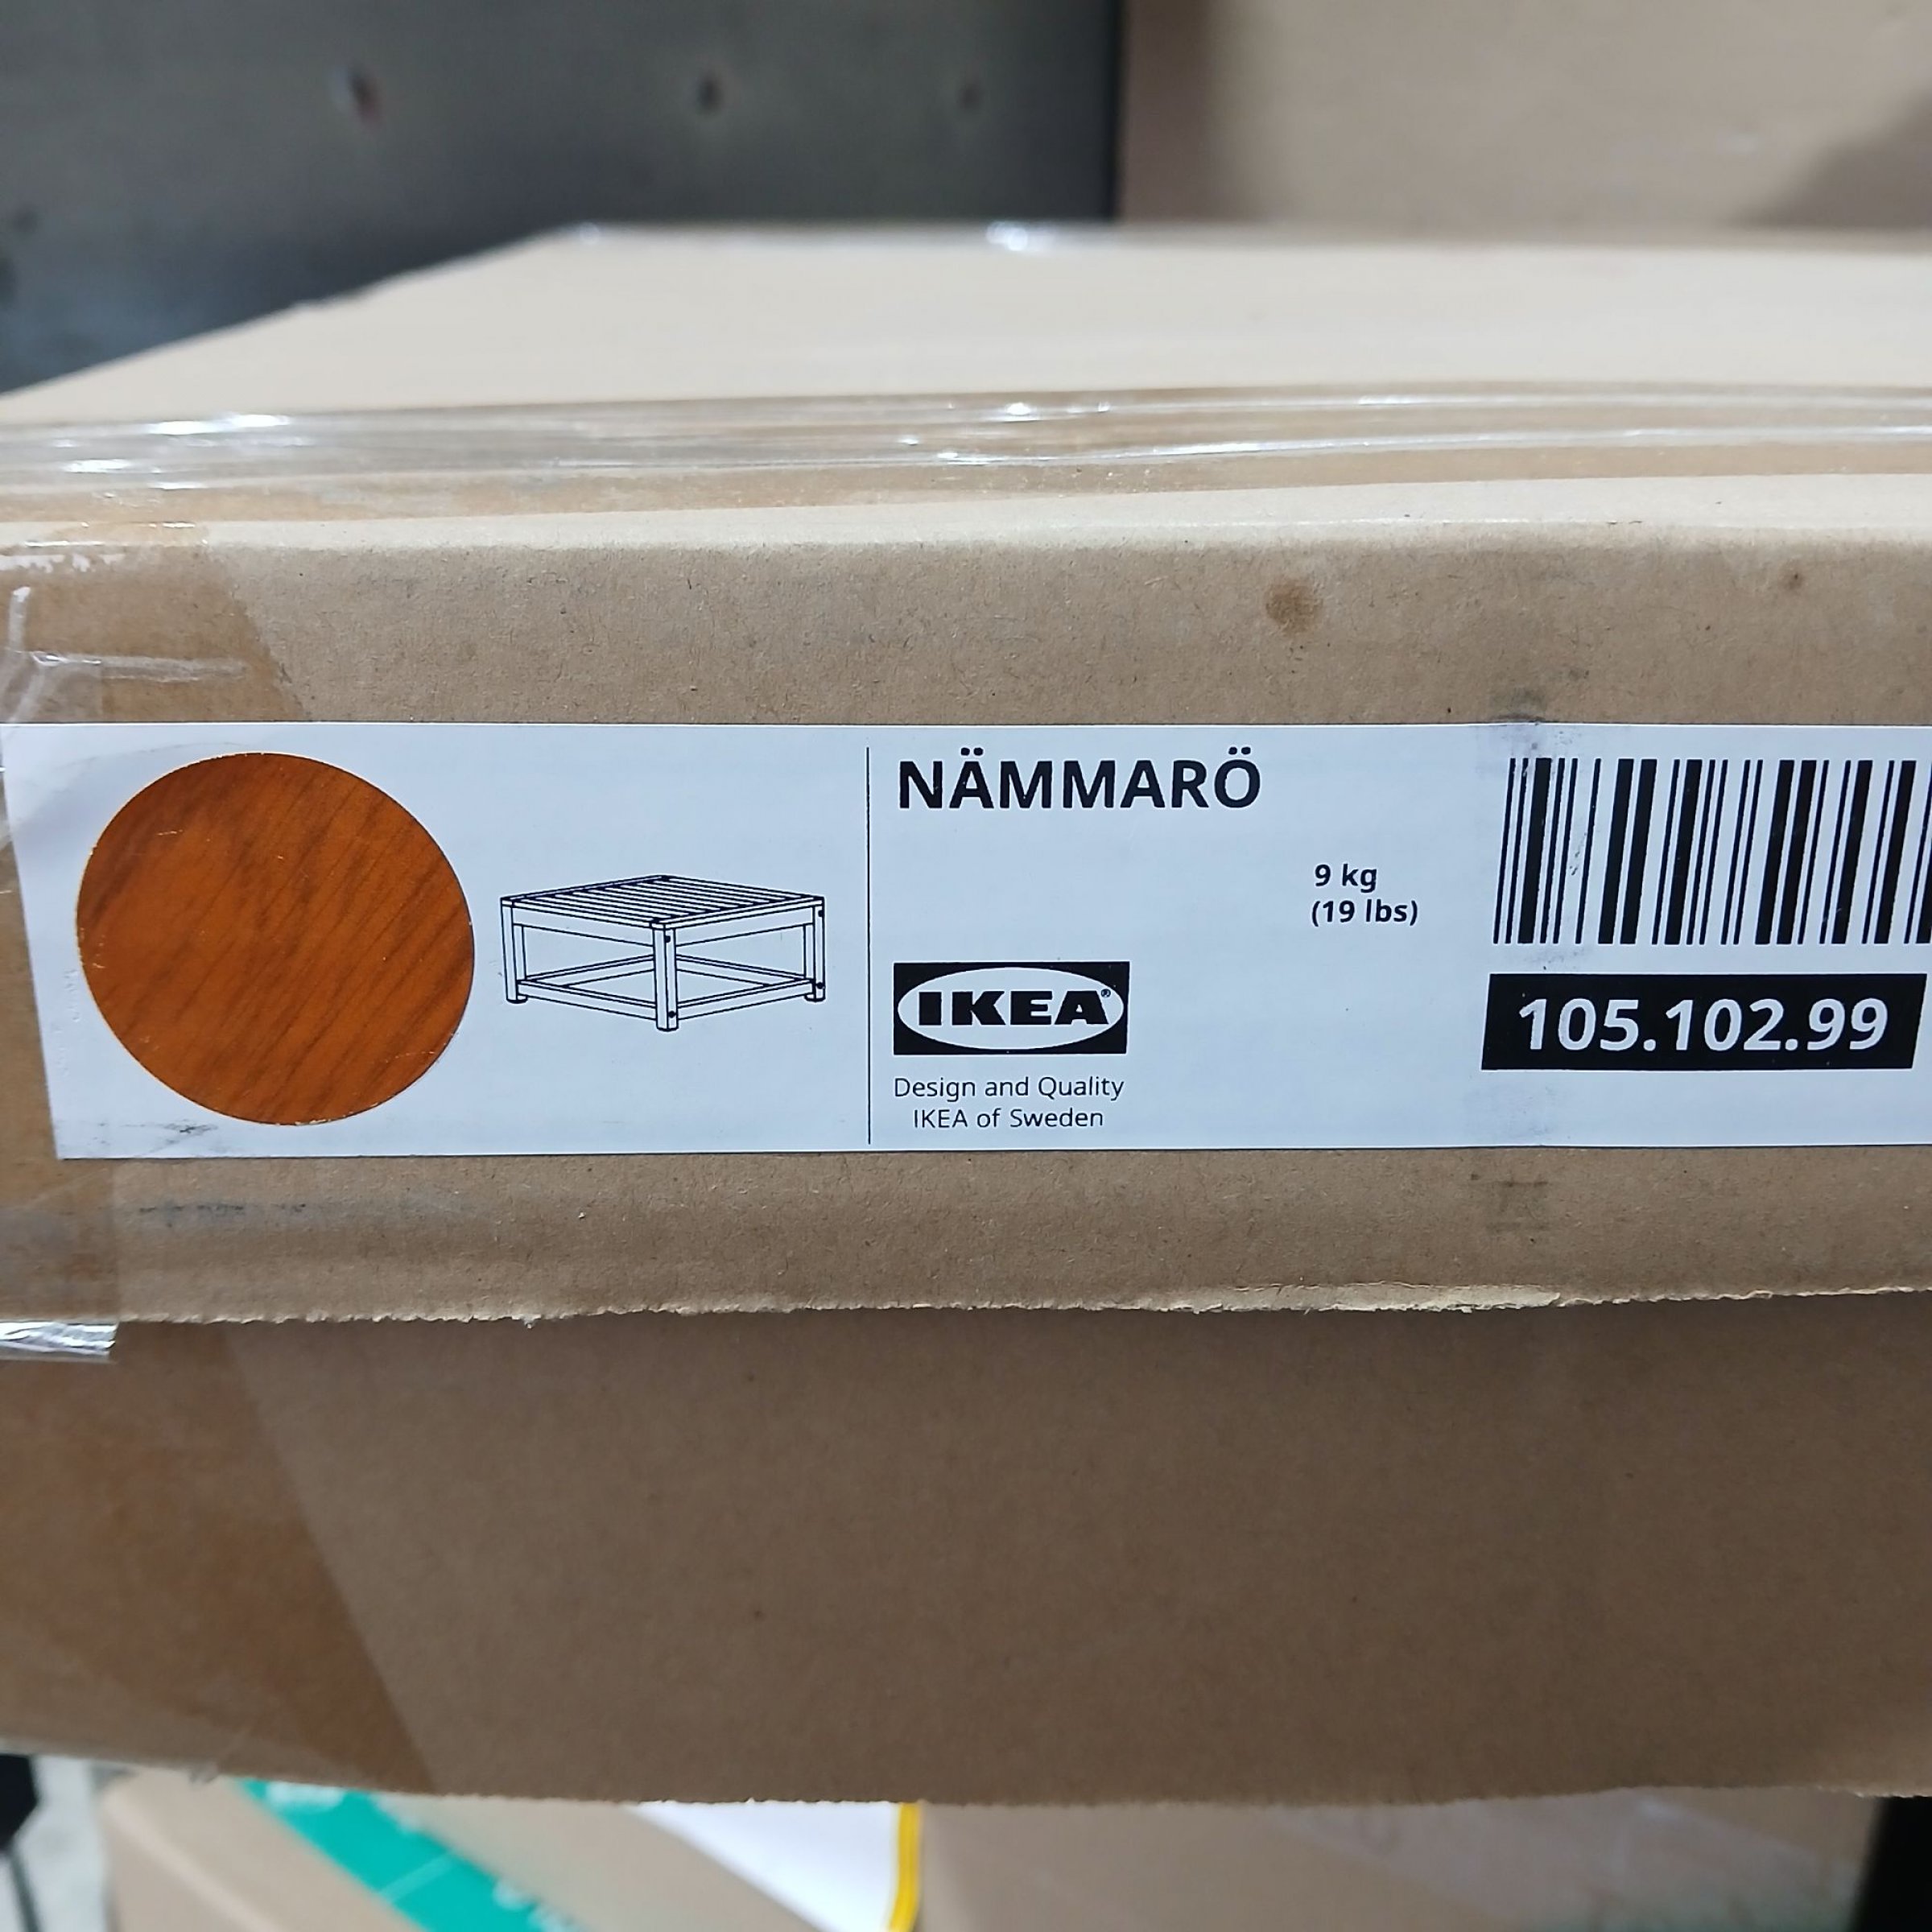 NÄMMARÖ
9 kg
(19 lbs)
IKEA®
Design and Quality
IKEA of Sweden
105.102.99